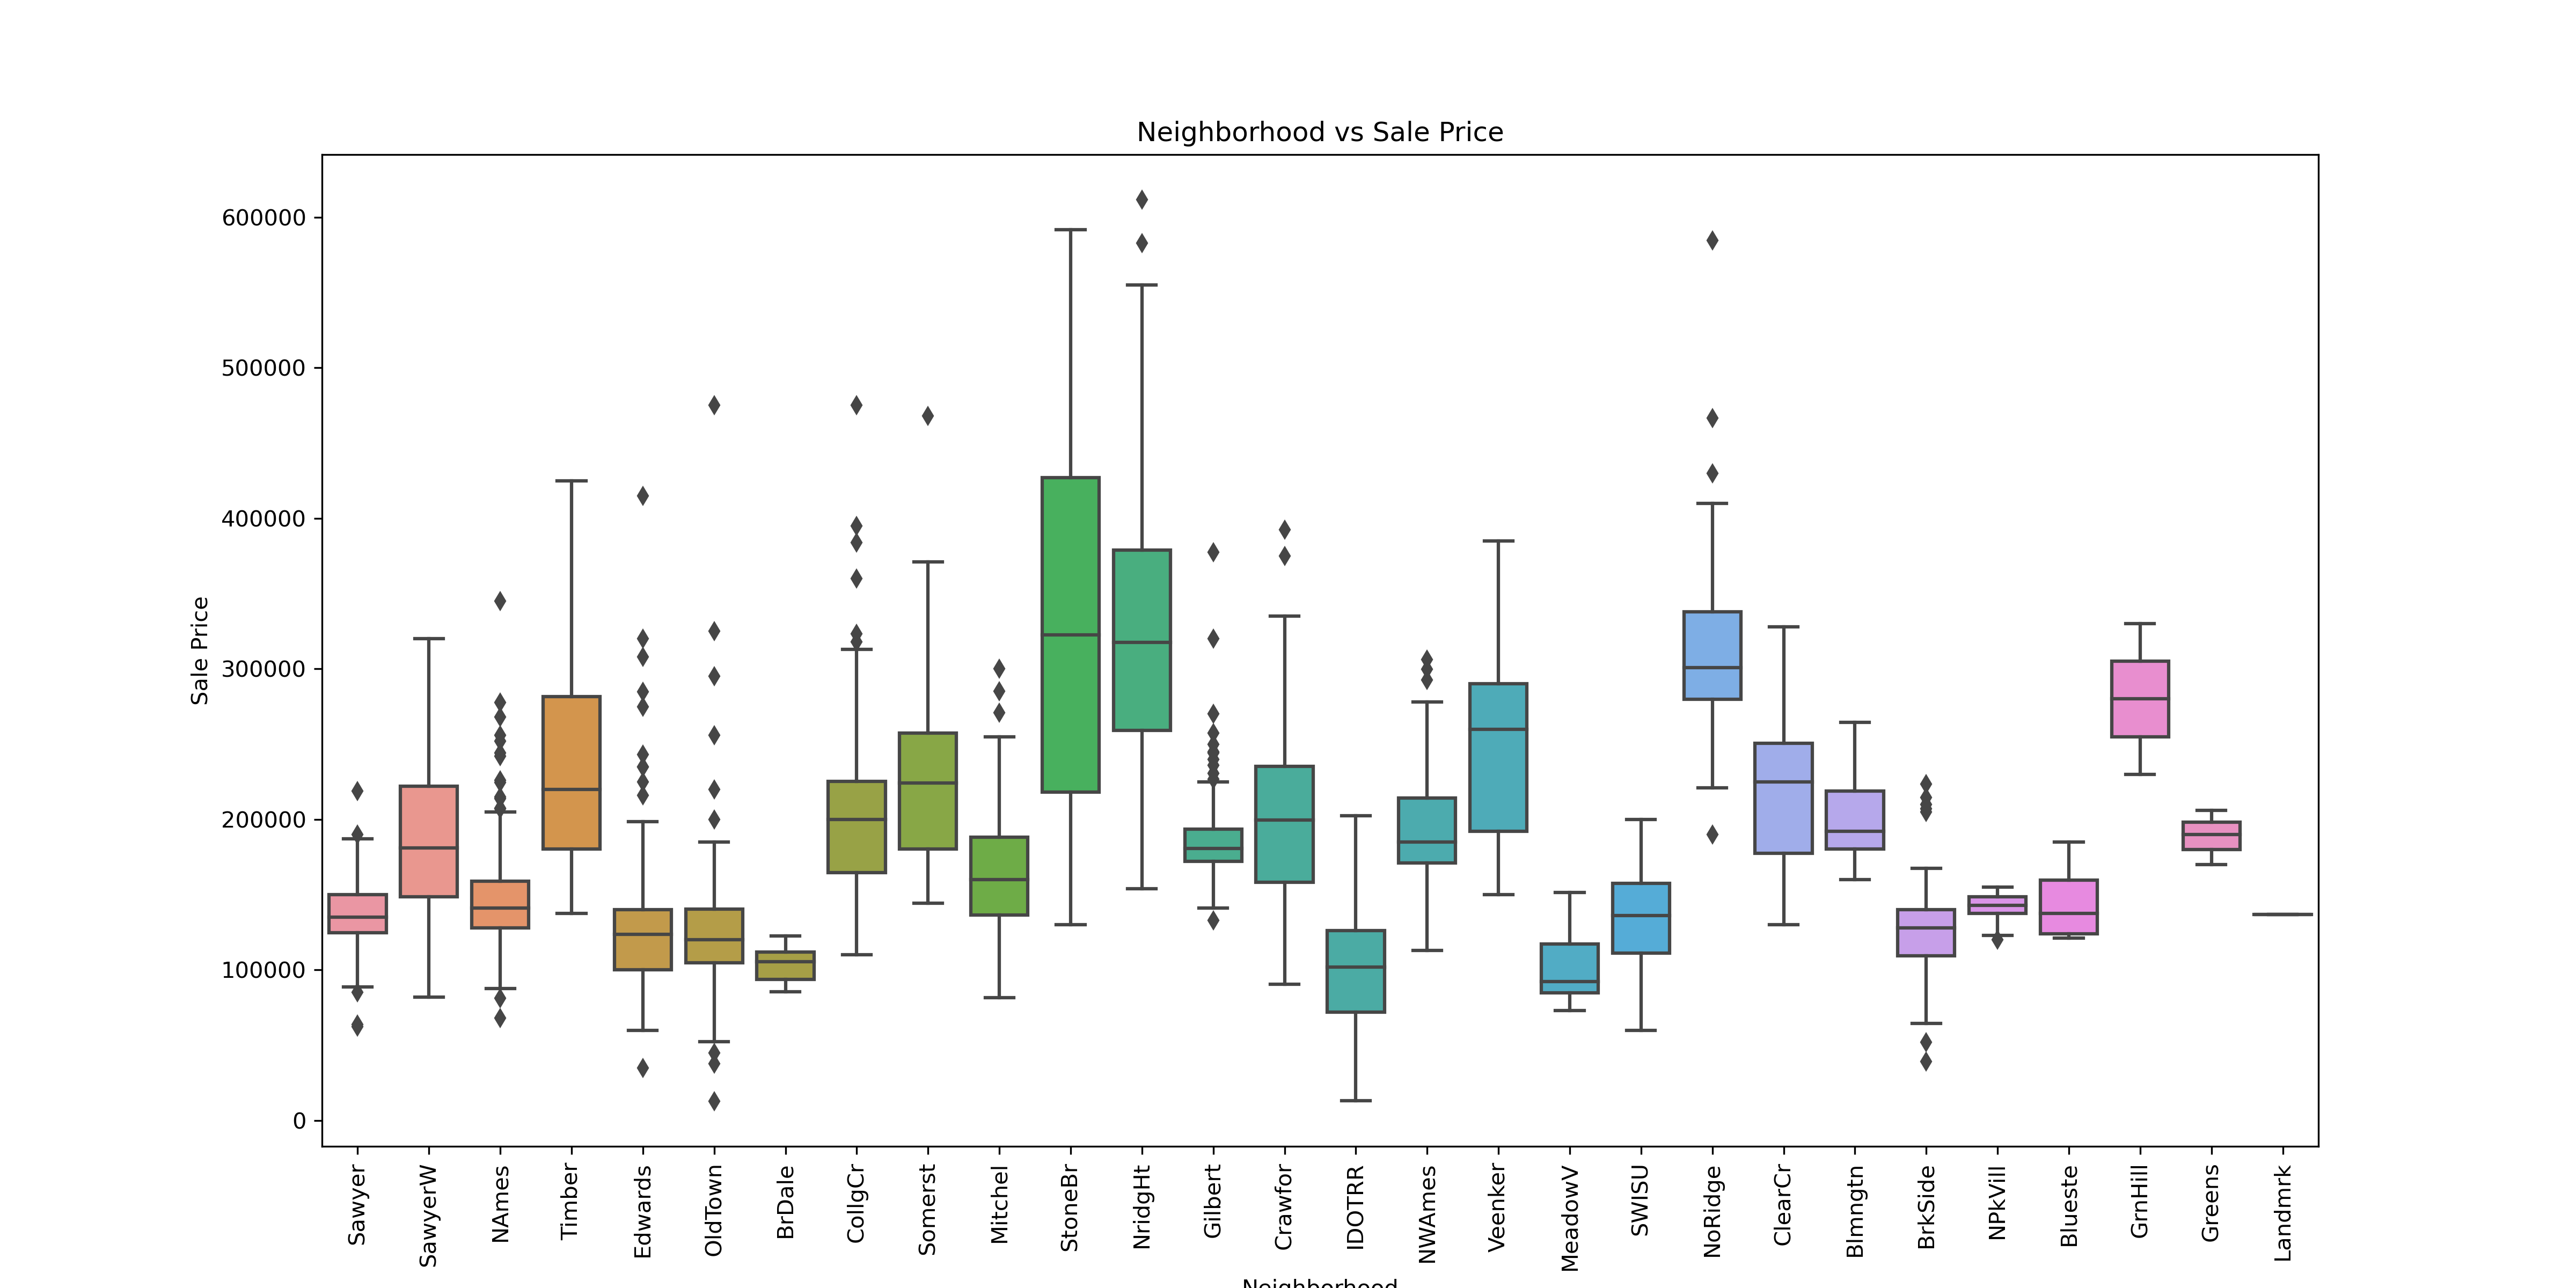 Neighborhood vs Sale Price
Sale Price
600000
500000
400000
300000
200000
100000
0
Sawyer
SawyerW
NAmes
Timber
Edwards
OldTown
BrDale
CollgCr
Somerst
Mitchel
StoneBr
NridgHt
Gilbert
Crawfor
IDOTRR
NWAmes
Veenker
MeadowV
SWISU
NoRidge
ClearCr
Blmngtn
BrkSide
NPkVill
Blueste
GrnHill
Greens
Landmrk
Neighborhood